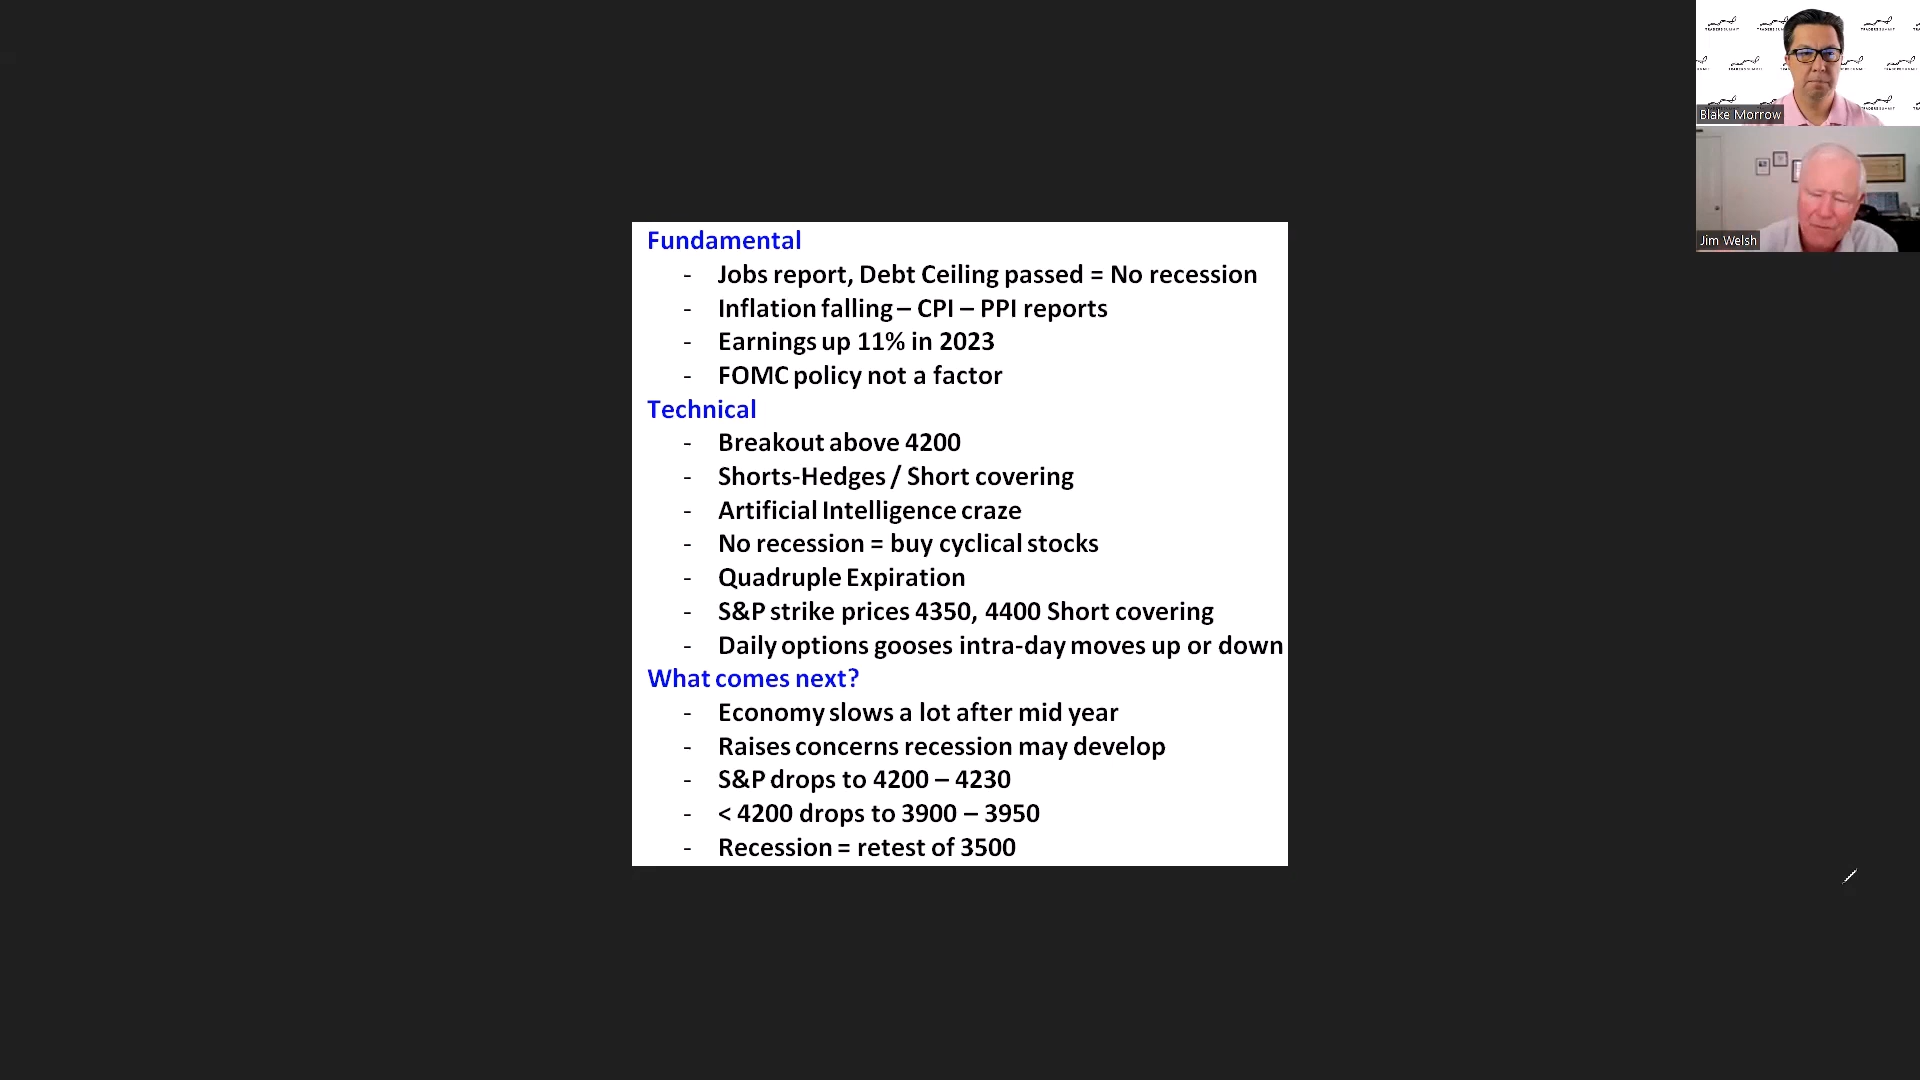 Fundamental
- Jobs report, Debt Ceiling passed = No recession
- Inflation falling – CPI – PPI reports
- Earnings up 11% in 2023
- FOMC policy not a factor
Technical
- Breakout above 4200
- Shorts-Hedges / Short covering
- Artificial Intelligence craze
- No recession = buy cyclical stocks
- Quadruple Expiration
- S&P strike prices 4350, 4400 Short covering
- Daily options gooses intra-day moves up or down
What comes next?
- Economy slows a lot after mid year
- Raises concerns recession may develop
- S&P drops to 4200 – 4230
- < 4200 drops to 3900 – 3950
- Recession = retest of 3500
TRADERSSUMMIT
Blake Morrow
Jim Welsh